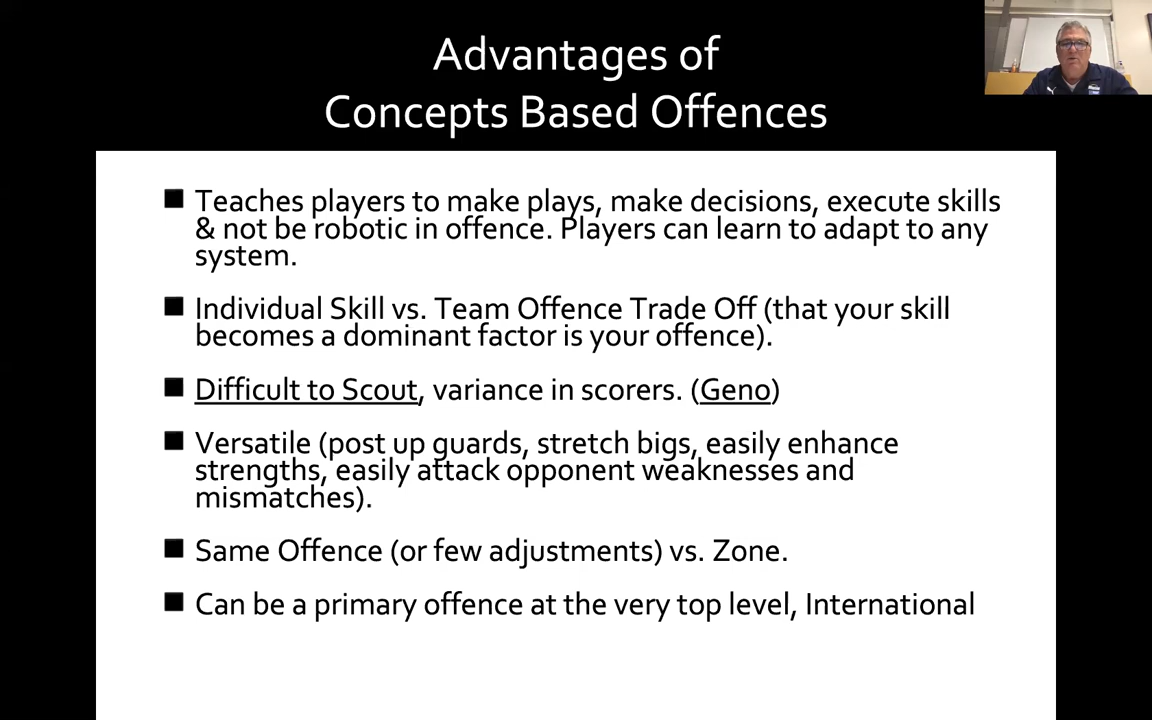 Advantages of
Concepts Based Offences
■ Teaches players to make plays, make decisions, execute skills
& not be robotic in offence. Players can learn to adapt to any
system.
■ Individual Skill vs. Team Offence Trade Off (that your skill
becomes a dominant factor is your offence).
■ Difficult to Scout, variance in scorers. (Geno)
■ Versatile (post up guards, stretch bigs, easily enhance
strengths, easily attack opponent weaknesses and
mismatches).
■ Same Offence (or few adjustments) vs. Zone.
■ Can be a primary offence at the very top level, International